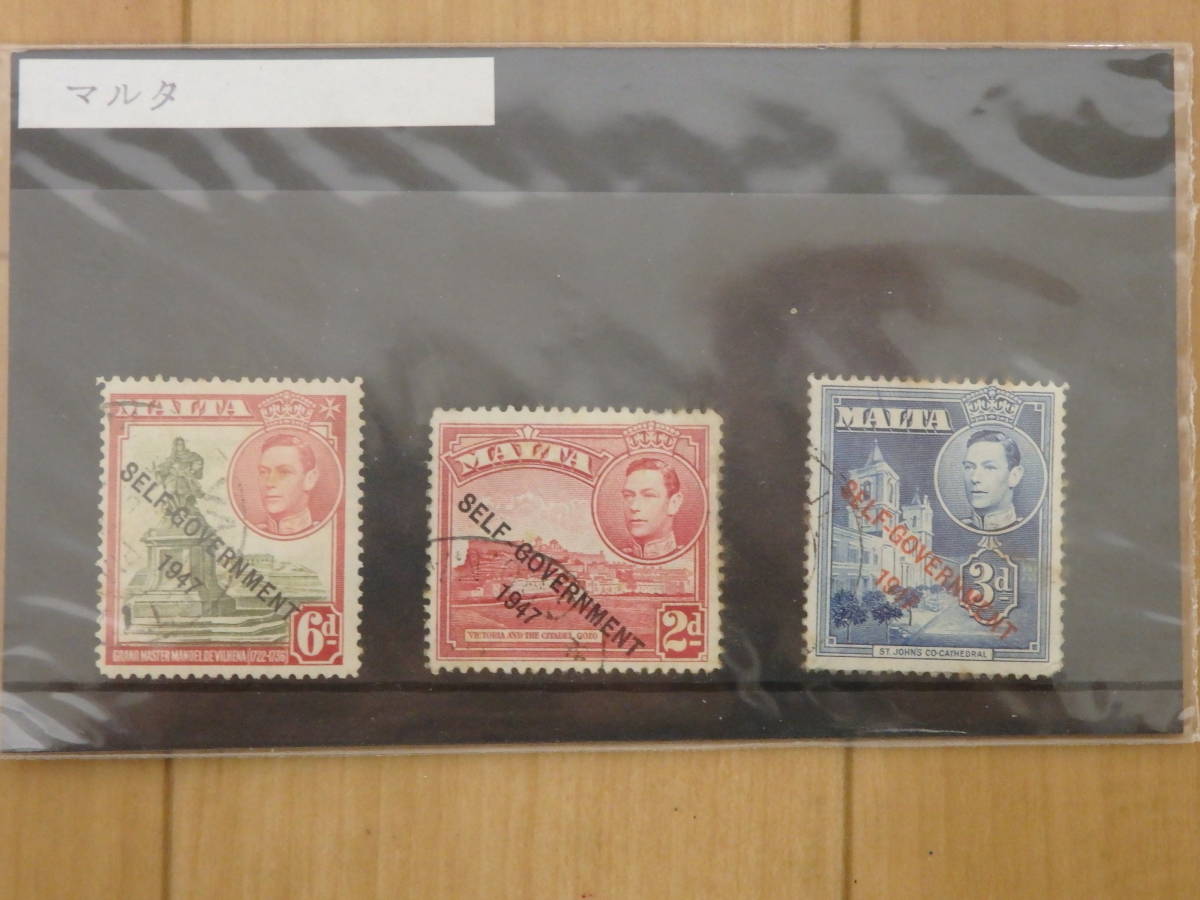 マルタ
MALTA
SELF-GOVERNMENT
1947
6d
GRAND MASTER MANOEL DE VILHENA (1722-1736)
MALTA
SELF-GOVERNMENT
1947
2d
VICTORIA AND THE CITADEL GOZO
MALTA
SELF-GOVERNMENT
1947
3d
ST. JOHN'S CO-CATHEDRAL